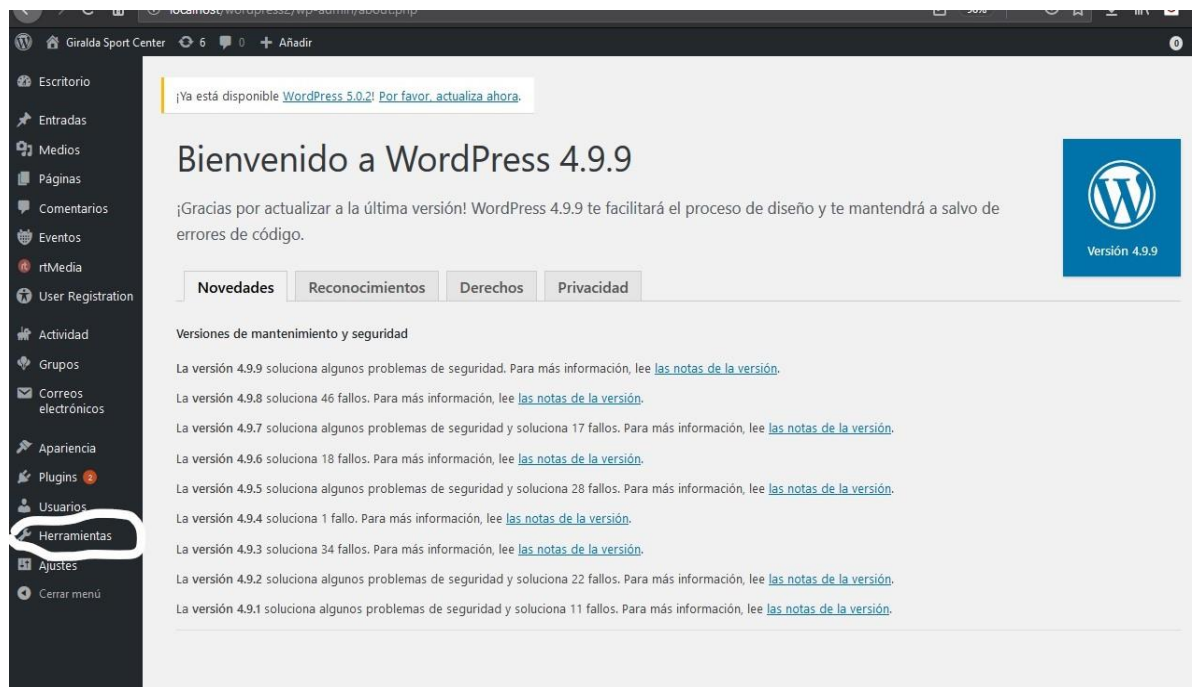 localhost/wordpress2/wp-admin/about.php
Giralda Sport Center 6 0 + Añadir 0
Escritorio
Entradas
Medios
Páginas
Comentarios
Eventos
rtMedia
User Registration
Actividad
Grupos
Correos
electrónicos
Apariencia
Plugins 2
Usuarios
Herramientas
Ajustes
Cerrar menú
¡Ya está disponible WordPress 5.0.2! Por favor, actualiza ahora.
Bienvenido a WordPress 4.9.9
¡Gracias por actualizar a la última versión! WordPress 4.9.9 te facilitará el proceso de diseño y te mantendrá a salvo de
errores de código.
Versión 4.9.9
Novedades Reconocimientos Derechos Privacidad
Versiones de mantenimiento y seguridad
La versión 4.9.9 soluciona algunos problemas de seguridad. Para más información, lee las notas de la versión.
La versión 4.9.8 soluciona 46 fallos. Para más información, lee las notas de la versión.
La versión 4.9.7 soluciona algunos problemas de seguridad y soluciona 17 fallos. Para más información, lee las notas de la versión.
La versión 4.9.6 soluciona 18 fallos. Para más información, lee las notas de la versión.
La versión 4.9.5 soluciona algunos problemas de seguridad y soluciona 28 fallos. Para más información, lee las notas de la versión.
La versión 4.9.4 soluciona 1 fallo. Para más información, lee las notas de la versión.
La versión 4.9.3 soluciona 34 fallos. Para más información, lee las notas de la versión.
La versión 4.9.2 soluciona algunos problemas de seguridad y soluciona 22 fallos. Para más información, lee las notas de la versión.
La versión 4.9.1 soluciona algunos problemas de seguridad y soluciona 11 fallos. Para más información, lee las notas de la versión.